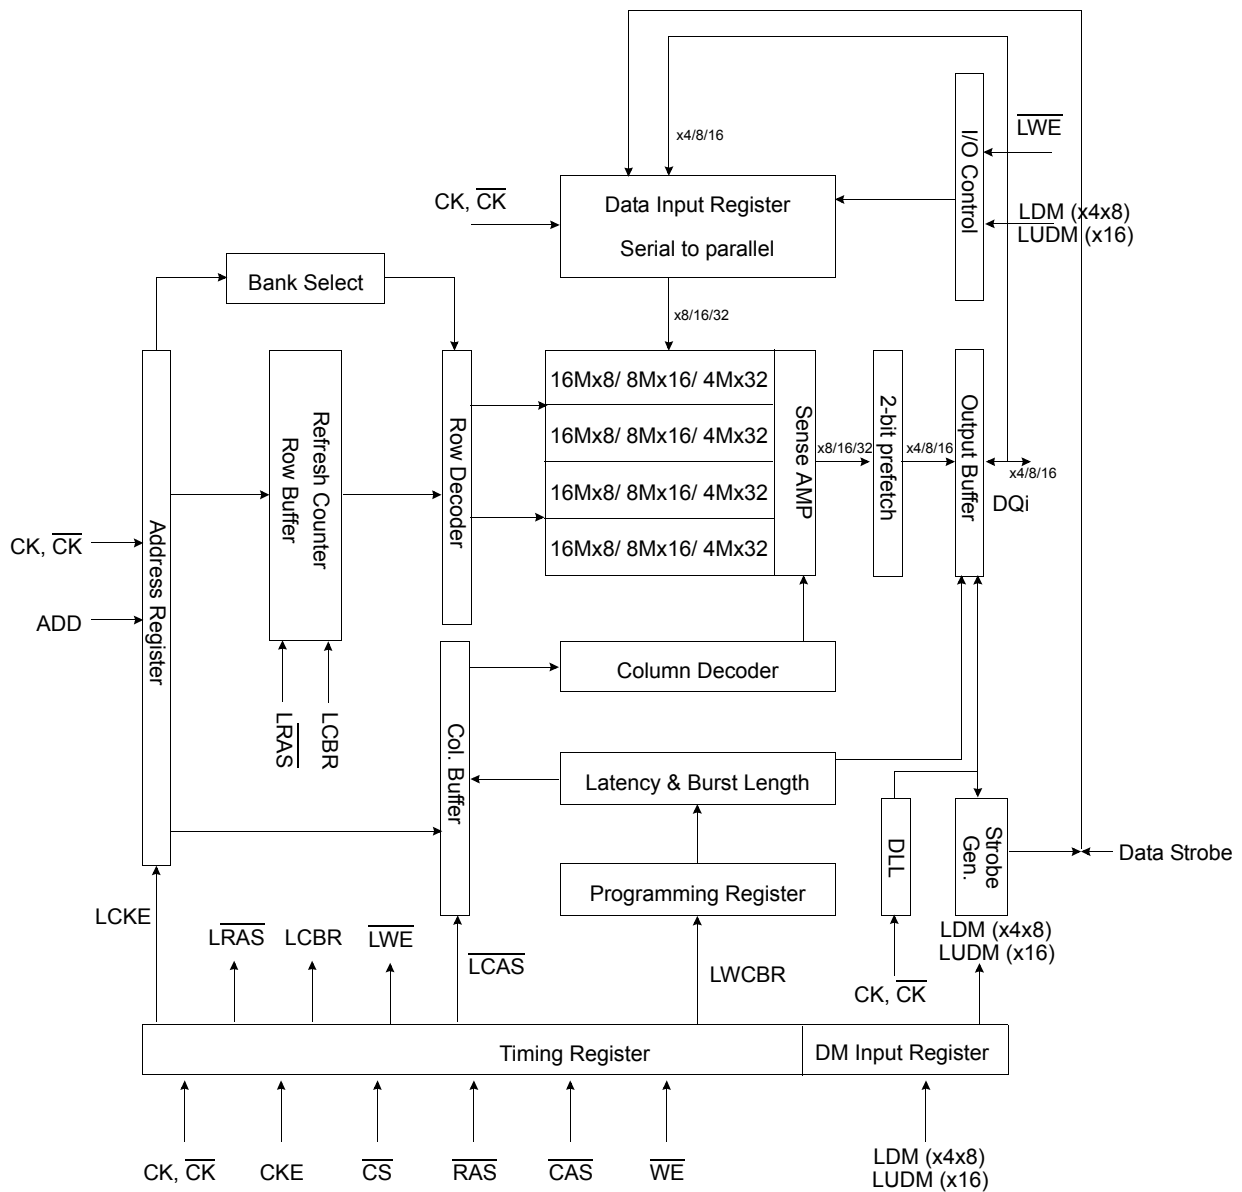 x4/8/16
I/O Control
LWE
CK, CK
Data Input Register
Serial to parallel
LDM (x4x8)
LUDM (x16)
Bank Select
x8/16/32
Address Register
Refresh Counter
Row Buffer
Row Decoder
16Mx8/ 8Mx16/ 4Mx32
16Mx8/ 8Mx16/ 4Mx32
16Mx8/ 8Mx16/ 4Mx32
16Mx8/ 8Mx16/ 4Mx32
Sense AMP
x8/16/32
2-bit prefetch
x4/8/16
Output Buffer
x4/8/16
DQi
CK, CK
ADD
LRAS
LCBR
Col. Buffer
Column Decoder
Latency & Burst Length
Programming Register
DLL
Strobe
Gen.
Data Strobe
LCKE
LRAS
LCBR
LWE
LCAS
LWCBR
CK, CK
LDM (x4x8)
LUDM (x16)
Timing Register
DM Input Register
CK, CK
CKE
CS
RAS
CAS
WE
LDM (x4x8)
LUDM (x16)